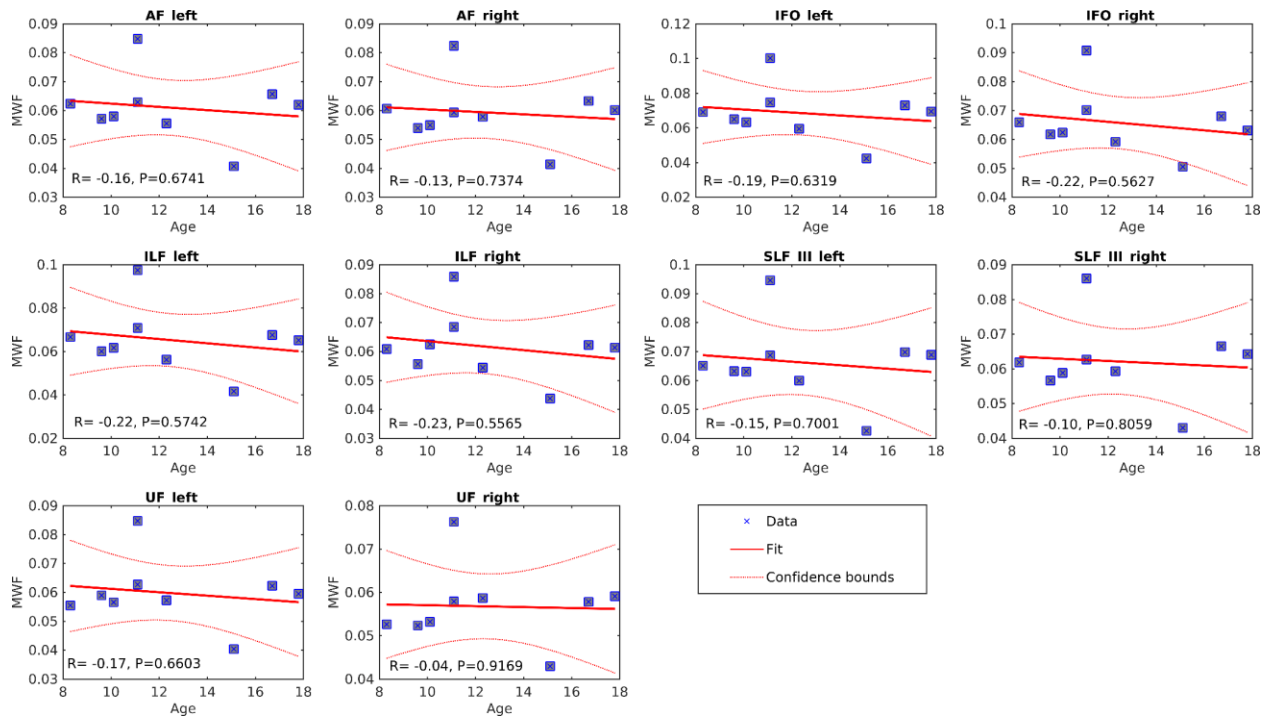 AF left
0.09
0.08
0.07
0.06
0.05
0.04
0.03
MWF
R= -0.16, P=0.6741
8 10 12 14 16 18
Age
AF right
0.09
0.08
0.07
0.06
0.05
0.04
0.03
MWF
R= -0.13, P=0.7374
8 10 12 14 16 18
Age
IFO left
0.12
0.1
0.08
0.06
0.04
0.02
MWF
R= -0.19, P=0.6319
8 10 12 14 16 18
Age
IFO right
0.1
0.09
0.08
0.07
0.06
0.05
0.04
MWF
R= -0.22, P=0.5627
8 10 12 14 16 18
Age
ILF left
0.1
0.08
0.06
0.04
0.02
MWF
R= -0.22, P=0.5742
8 10 12 14 16 18
Age
ILF right
0.09
0.08
0.07
0.06
0.05
0.04
0.03
MWF
R= -0.23, P=0.5565
8 10 12 14 16 18
Age
SLF III left
0.1
0.09
0.08
0.07
0.06
0.05
0.04
MWF
R= -0.15, P=0.7001
8 10 12 14 16 18
Age
SLF III right
0.09
0.08
0.07
0.06
0.05
0.04
MWF
R= -0.10, P=0.8059
8 10 12 14 16 18
Age
UF left
0.09
0.08
0.07
0.06
0.05
0.04
0.03
MWF
R= -0.17, P=0.6603
8 10 12 14 16 18
Age
UF right
0.08
0.07
0.06
0.05
0.04
MWF
R= -0.04, P=0.9169
8 10 12 14 16 18
Age
Data
Fit
Confidence bounds